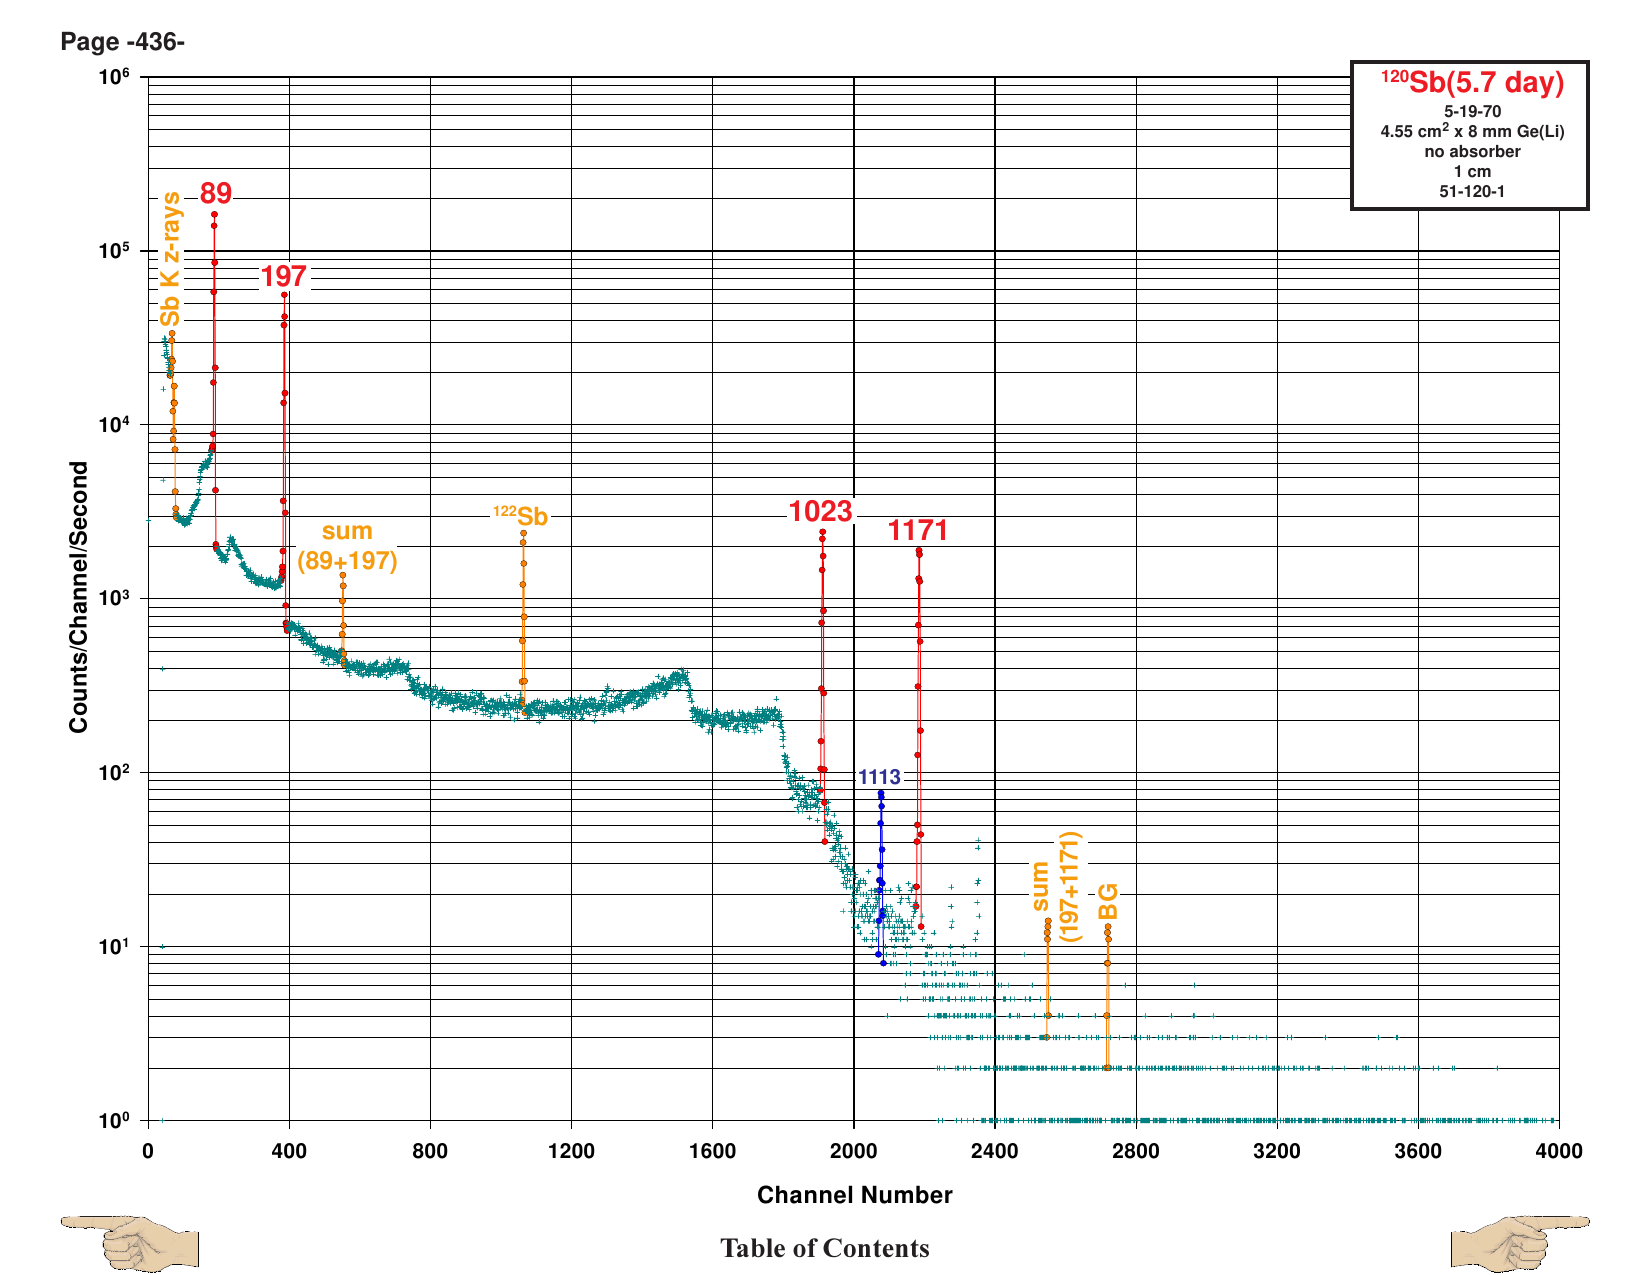 Page -436-
¹²⁰Sb(5.7 day)
5-19-70
4.55 cm² x 8 mm Ge(Li)
no absorber
1 cm
51-120-1
10⁶
10⁵
10⁴
10³
10²
10¹
10⁰
Counts/Channel/Second
Sb K z-rays
89
197
sum
(89+197)
¹²²Sb
1023
1171
1113
sum
(197+1171)
BG
0 400 800 1200 1600 2000 2400 2800 3200 3600 4000
Channel Number
Table of Contents